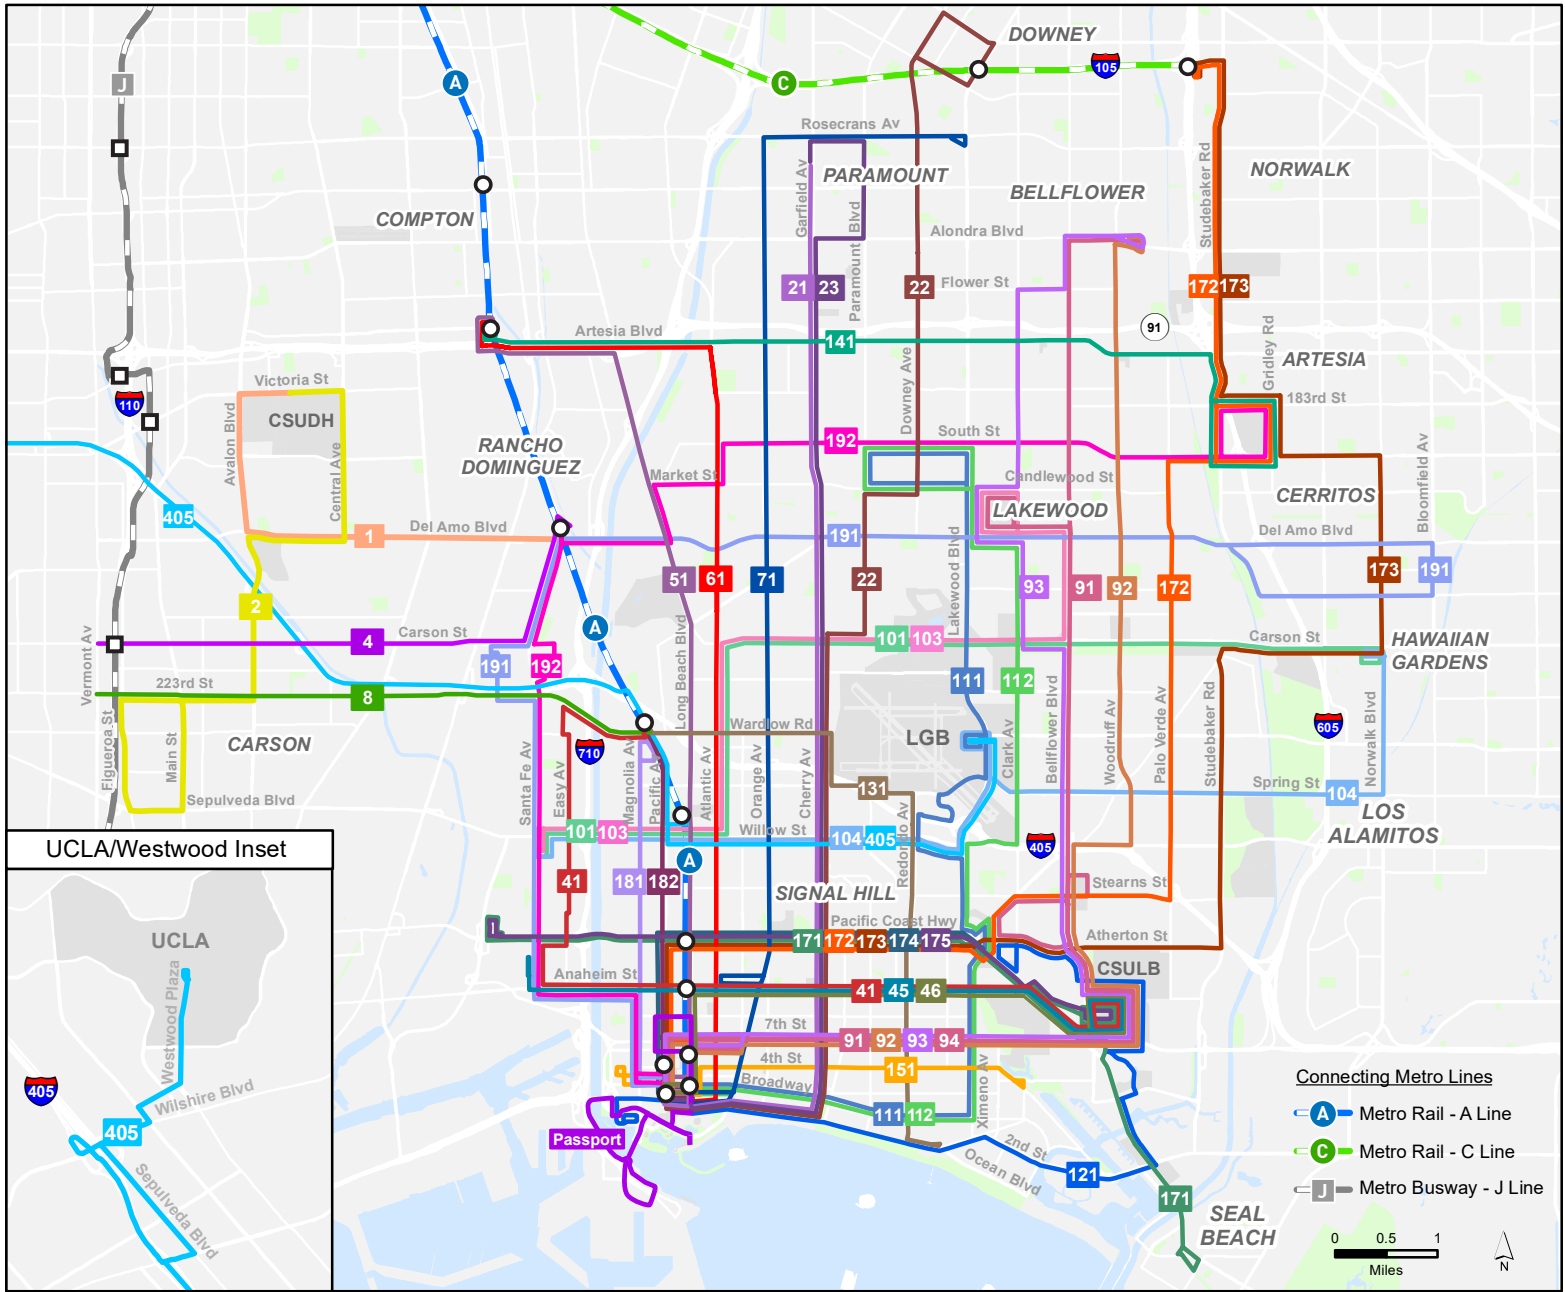 DOWNEY
105
C
A
J
Rosecrans Av
PARAMOUNT
NORWALK
BELLFLOWER
COMPTON
Garfield Av
Paramount Blvd
Studebaker Rd
Alondra Blvd
Flower St
21
23
22
172
173
91
Artesia Blvd
141
Downey Ave
Gridley Rd
ARTESIA
Victoria St
110
183rd St
CSUDH
Avalon Blvd
Central Ave
RANCHO
DOMINGUEZ
192
South St
Market St
Candlewood St
LAKEWOOD
CERRITOS
Bloomfield Av
405
1
Del Amo Blvd
191
Del Amo Blvd
Lakewood Blvd
2
51
61
71
22
93
91
92
172
173
191
Vermont Av
4
Carson St
A
Long Beach Blvd
101
103
Carson St
HAWAIIAN
GARDENS
191
192
223rd St
8
111
112
CARSON
Figueroa St
Main St
Wardlow Rd
LGB
710
605
Sepulveda Blvd
Santa Fe Av
Easy Av
Magnolia Av
Pacific Av
Atlantic Av
Orange Av
Cherry Av
Clark Av
Bellflower Blvd
Woodruff Av
Palo Verde Av
Studebaker Rd
Norwalk Blvd
131
Spring St
104
LOS
ALAMITOS
101
103
Willow St
104
405
Redondo Av
405
A
41
181
182
SIGNAL HILL
Stearns St
Pacific Coast Hwy
171
172
173
174
175
Atherton St
Anaheim St
41
45
46
CSULB
7th St
91
92
93
94
4th St
151
Broadway
111
112
Ximeno Av
Passport
2nd St
Ocean Blvd
121
171
SEAL
BEACH
UCLA/Westwood Inset
UCLA
Westwood Plaza
405
Wilshire Blvd
405
Sepulveda Blvd
Connecting Metro Lines
A Metro Rail - A Line
C Metro Rail - C Line
J Metro Busway - J Line
0 0.5 1
Miles
N